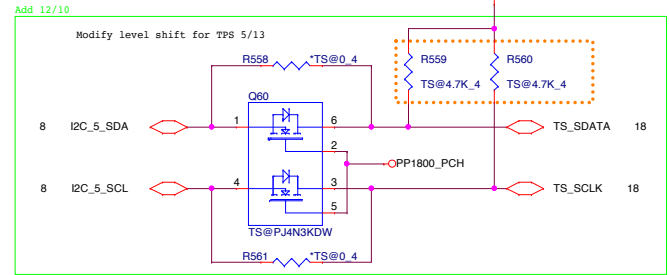 Add 12/10
Modify level shift for TPS 5/13
R558 *TS@0_4
R559 R560
TS@4.7K_4 TS@4.7K_4
Q60
8 I2C_5_SDA 1 6 TS_SDATA 18
2
PP1800_PCH
8 I2C_5_SCL 4 3 TS_SCLK 18
5
TS@PJ4N3KDW
R561 *TS@0_4